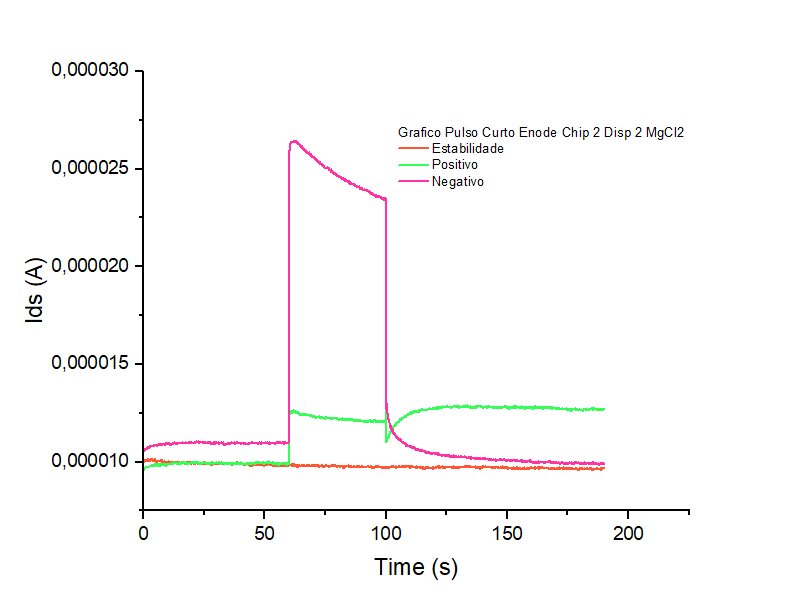 0,000030
0,000025
0,000020
0,000015
0,000010
Ids (A)
Grafico Pulso Curto Enode Chip 2 Disp 2 MgCl2
Estabilidade
Positivo
Negativo
0
50
100
150
200
Time (s)